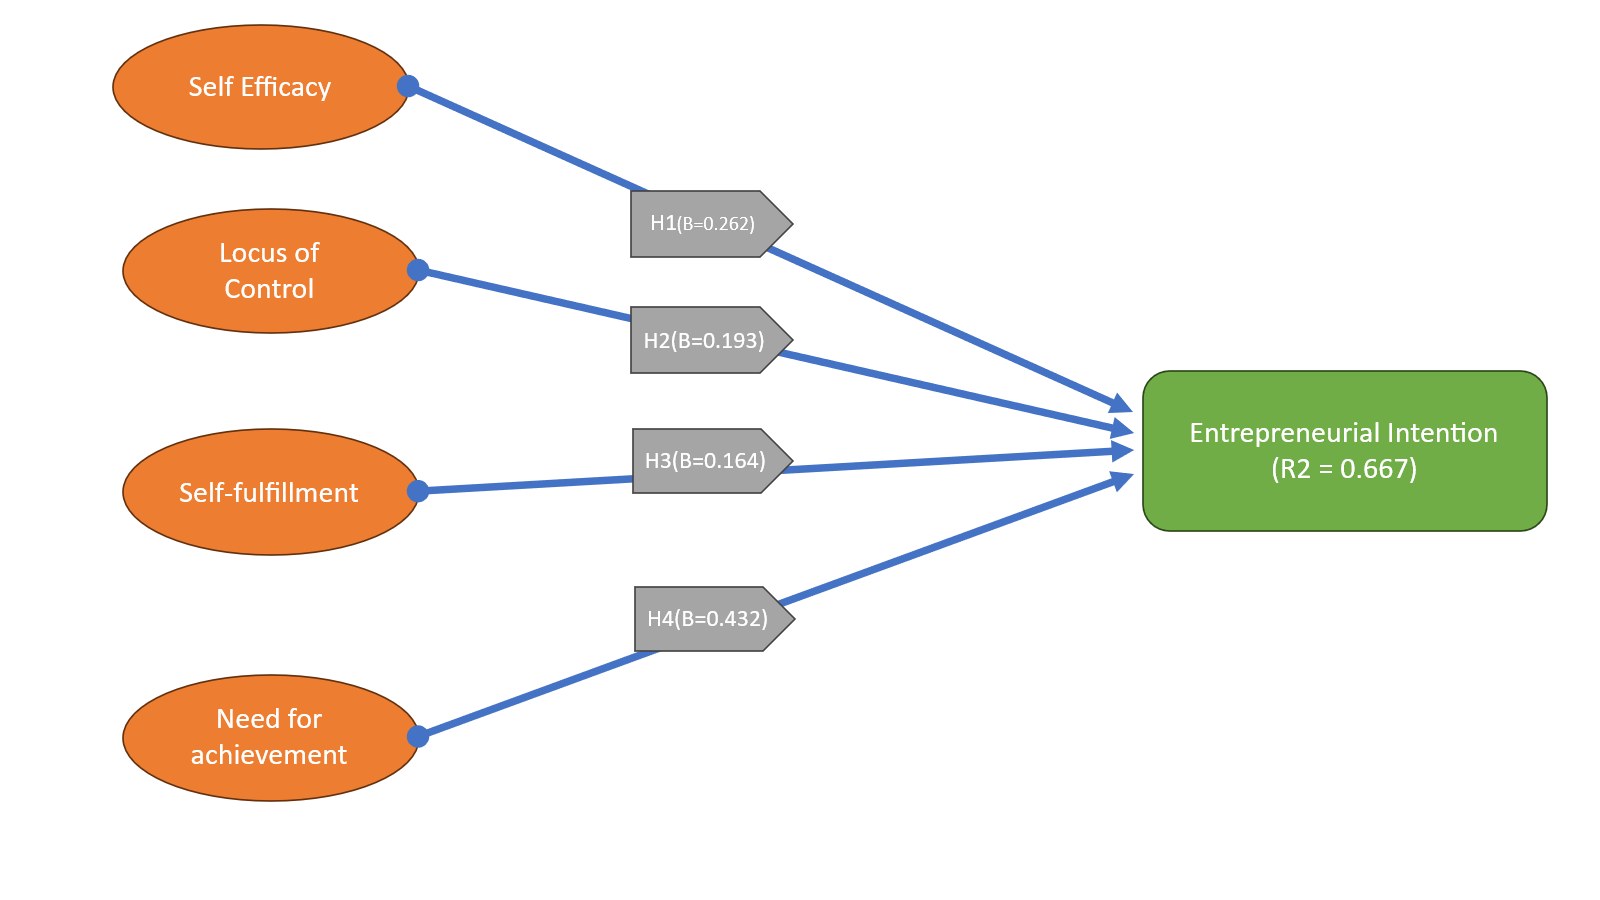 Self Efficacy
H1(B=0.262)
Locus of
Control
H2(B=0.193)
Self-fulfillment
H3(B=0.164)
Need for
achievement
H4(B=0.432)
Entrepreneurial Intention
(R2 = 0.667)